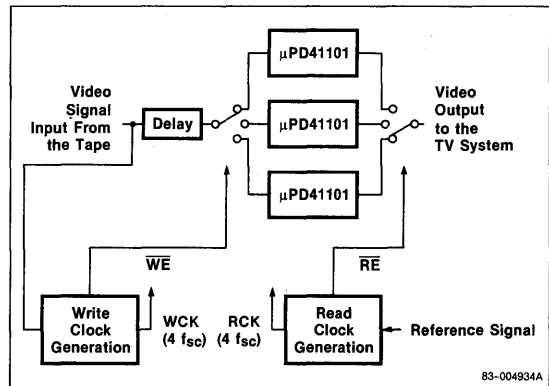 μPD41101
Video
Signal
Input From
the Tape
Delay
μPD41101
Video
Output
to the
TV System
μPD41101
WE
RE
Write
Clock
Generation
WCK
(4 fSC)
RCK
(4 fSC)
Read
Clock
Generation
Reference Signal
83-004934A